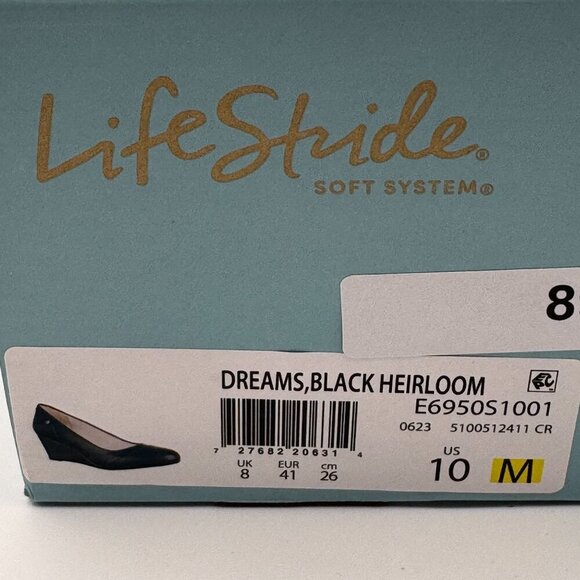 LifeStride®
SOFT SYSTEM®
8
DREAMS,BLACK HEIRLOOM
E6950S1001
0623 5100512411 CR
7 27682 20631 4
UK EUR cm
8 41 26
US
10 M